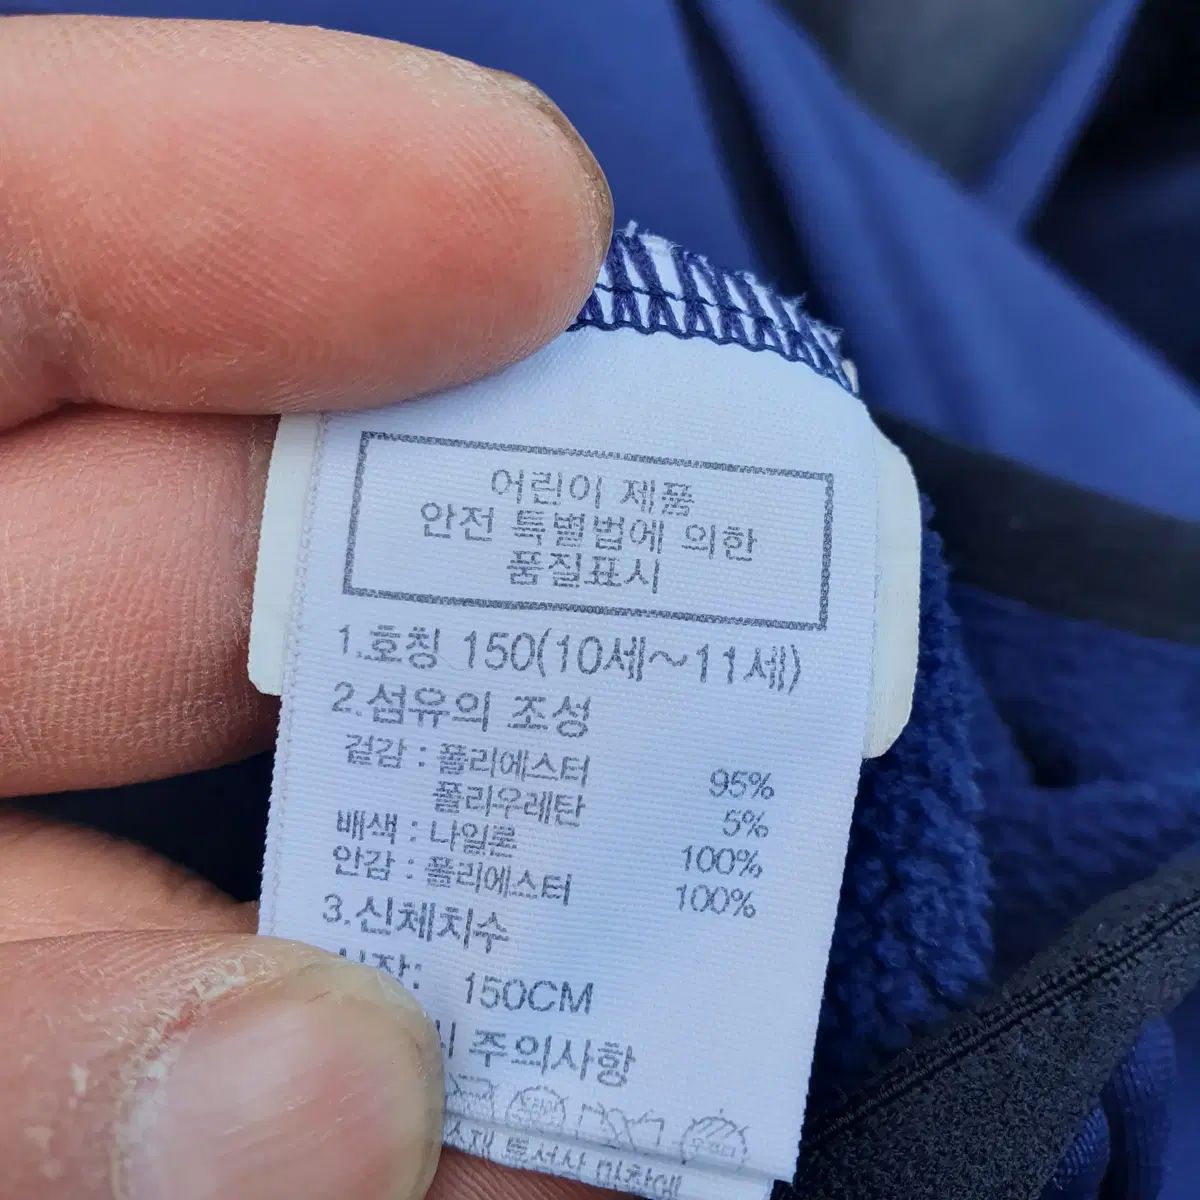 어린이 제품
안전 특별법에 의한
품질표시
1.호칭 150(10세~11세)
2.섬유의 조성
겉감 : 폴리에스터 95%
폴리우레탄 5%
배색 : 나일론 100%
안감 : 폴리에스터 100%
3.신체치수
150CM
주의사항